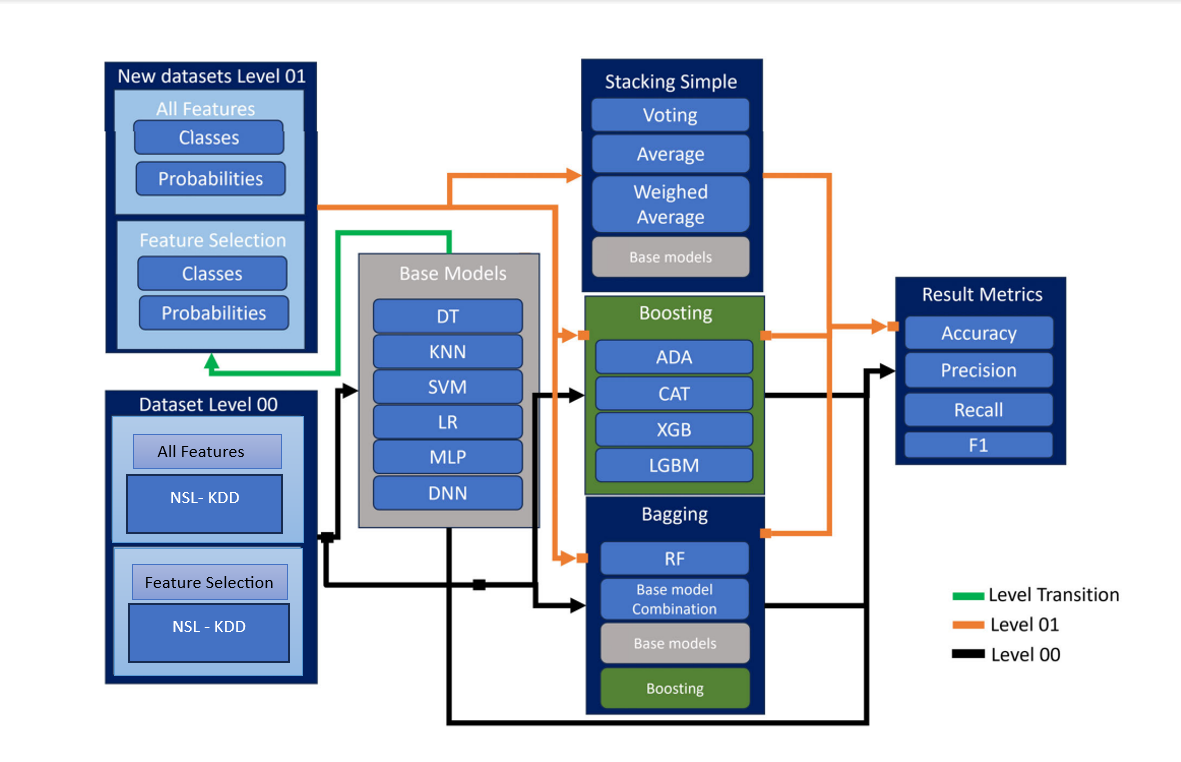 New datasets Level 01
All Features
Classes
Probabilities
Feature Selection
Classes
Probabilities
Dataset Level 00
All Features
NSL- KDD
Feature Selection
NSL - KDD
Base Models
DT
KNN
SVM
LR
MLP
DNN
Stacking Simple
Voting
Average
Weighed
Average
Base models
Boosting
ADA
CAT
XGB
LGBM
Bagging
RF
Base model
Combination
Base models
Boosting
Result Metrics
Accuracy
Precision
Recall
F1
Level Transition
Level 01
Level 00